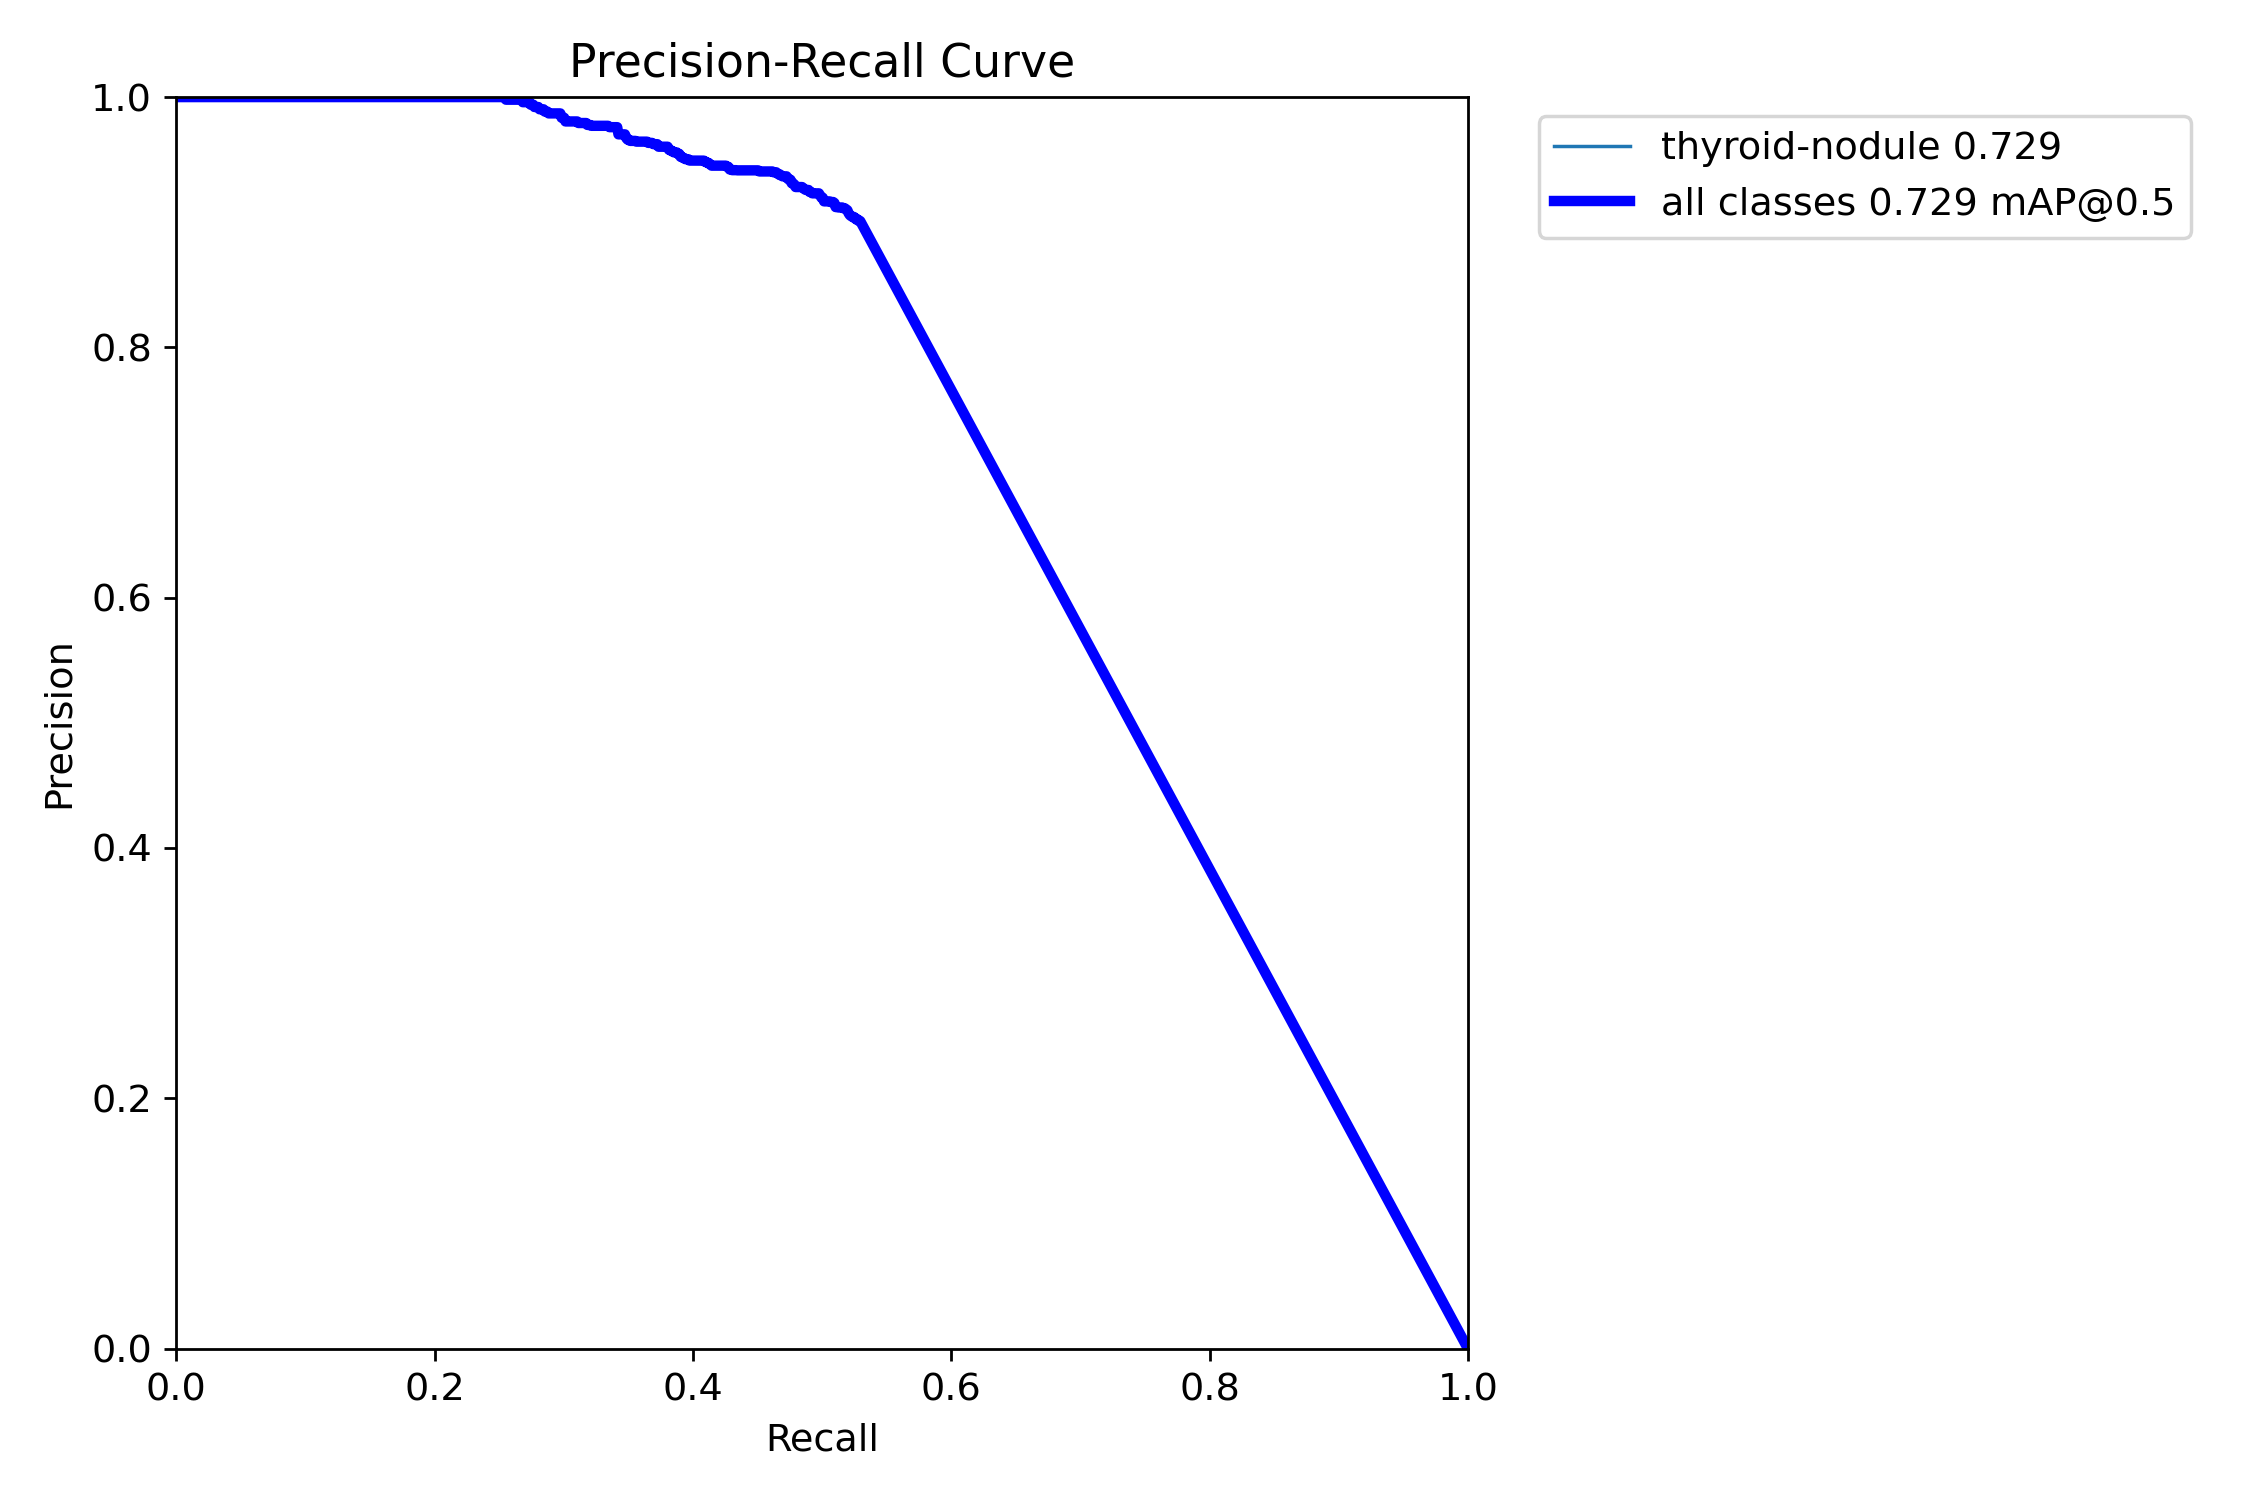 Precision-Recall Curve
1.0
0.8
0.6
0.4
0.2
0.0
Precision
0.0 0.2 0.4 0.6 0.8 1.0
Recall
thyroid-nodule 0.729
all classes 0.729 mAP@0.5